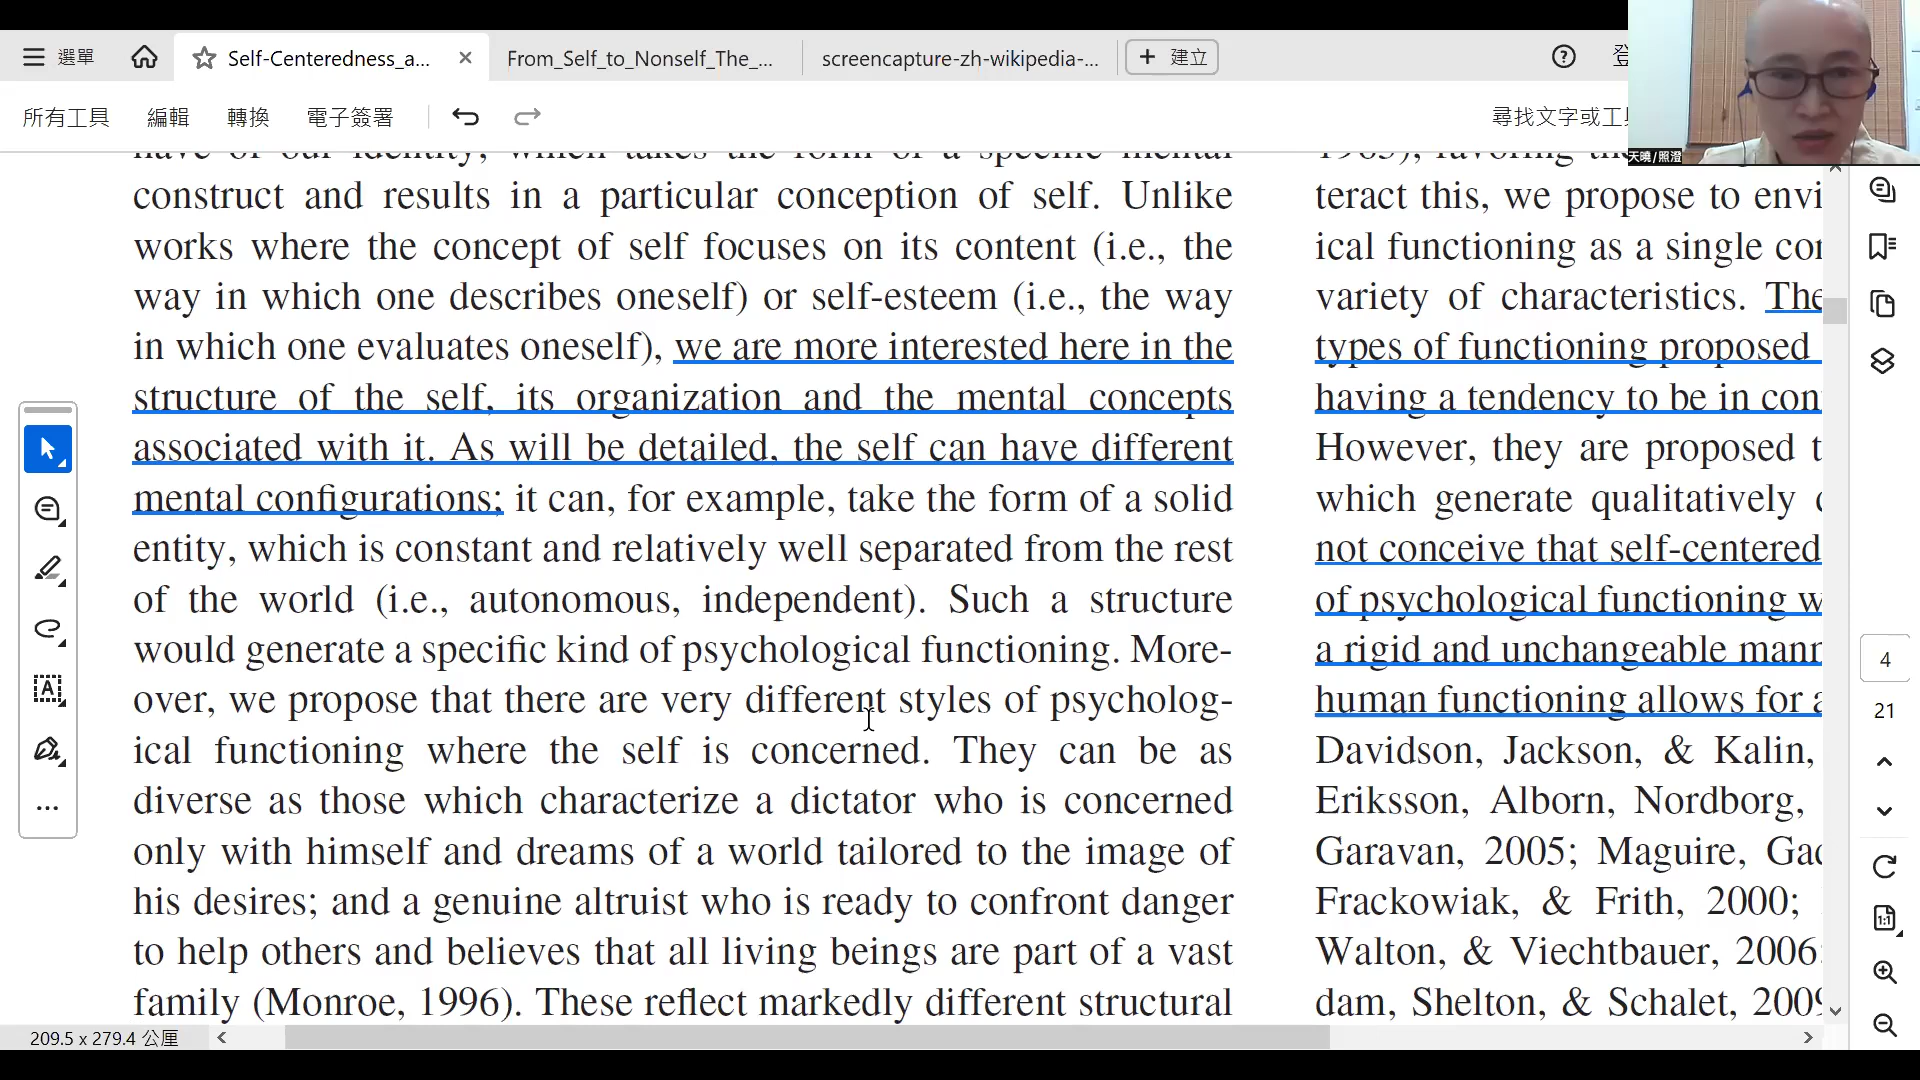 選單
Self-Centeredness_a...
From_Self_to_Nonself_The_...
screencapture-zh-wikipedia-...
建立
所有工具
編輯
轉換
電子簽署
尋找文字或工
天曉/照澄
construct and results in a particular conception of self. Unlike
works where the concept of self focuses on its content (i.e., the
way in which one describes oneself) or self-esteem (i.e., the way
in which one evaluates oneself), we are more interested here in the
structure of the self, its organization and the mental concepts
associated with it. As will be detailed, the self can have different
mental configurations; it can, for example, take the form of a solid
entity, which is constant and relatively well separated from the rest
of the world (i.e., autonomous, independent). Such a structure
would generate a specific kind of psychological functioning. More-
over, we propose that there are very different styles of psycholog-
ical functioning where the self is concerned. They can be as
diverse as those which characterize a dictator who is concerned
only with himself and dreams of a world tailored to the image of
his desires; and a genuine altruist who is ready to confront danger
to help others and believes that all living beings are part of a vast
family (Monroe, 1996). These reflect markedly different structural
teract this, we propose to envi
ical functioning as a single co
variety of characteristics. The
types of functioning proposed
having a tendency to be in con
However, they are proposed t
which generate qualitatively
not conceive that self-centered
of psychological functioning w
a rigid and unchangeable man
human functioning allows for a
Davidson, Jackson, & Kalin,
Eriksson, Alborn, Nordborg,
Garavan, 2005; Maguire, Ga
Frackowiak, & Frith, 2000;
Walton, & Viechtbauer, 2006
dam, Shelton, & Schalet, 2009
4
21
209.5 x 279.4 公厘